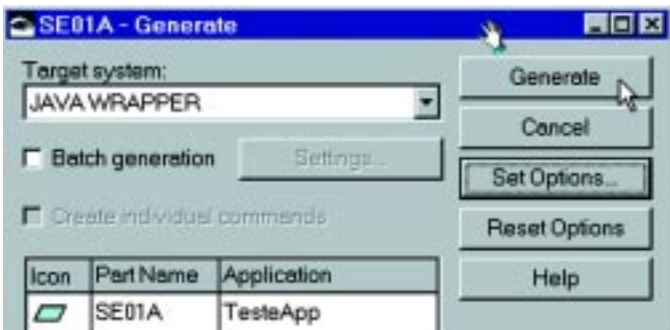 SE01A - Generate
Target system:
JAVA WRAPPER
Generate
Cancel
Batch generation
Settings...
Set Options...
Create individual commands
Reset Options
Help
Icon Part Name Application
SE01A TesteApp